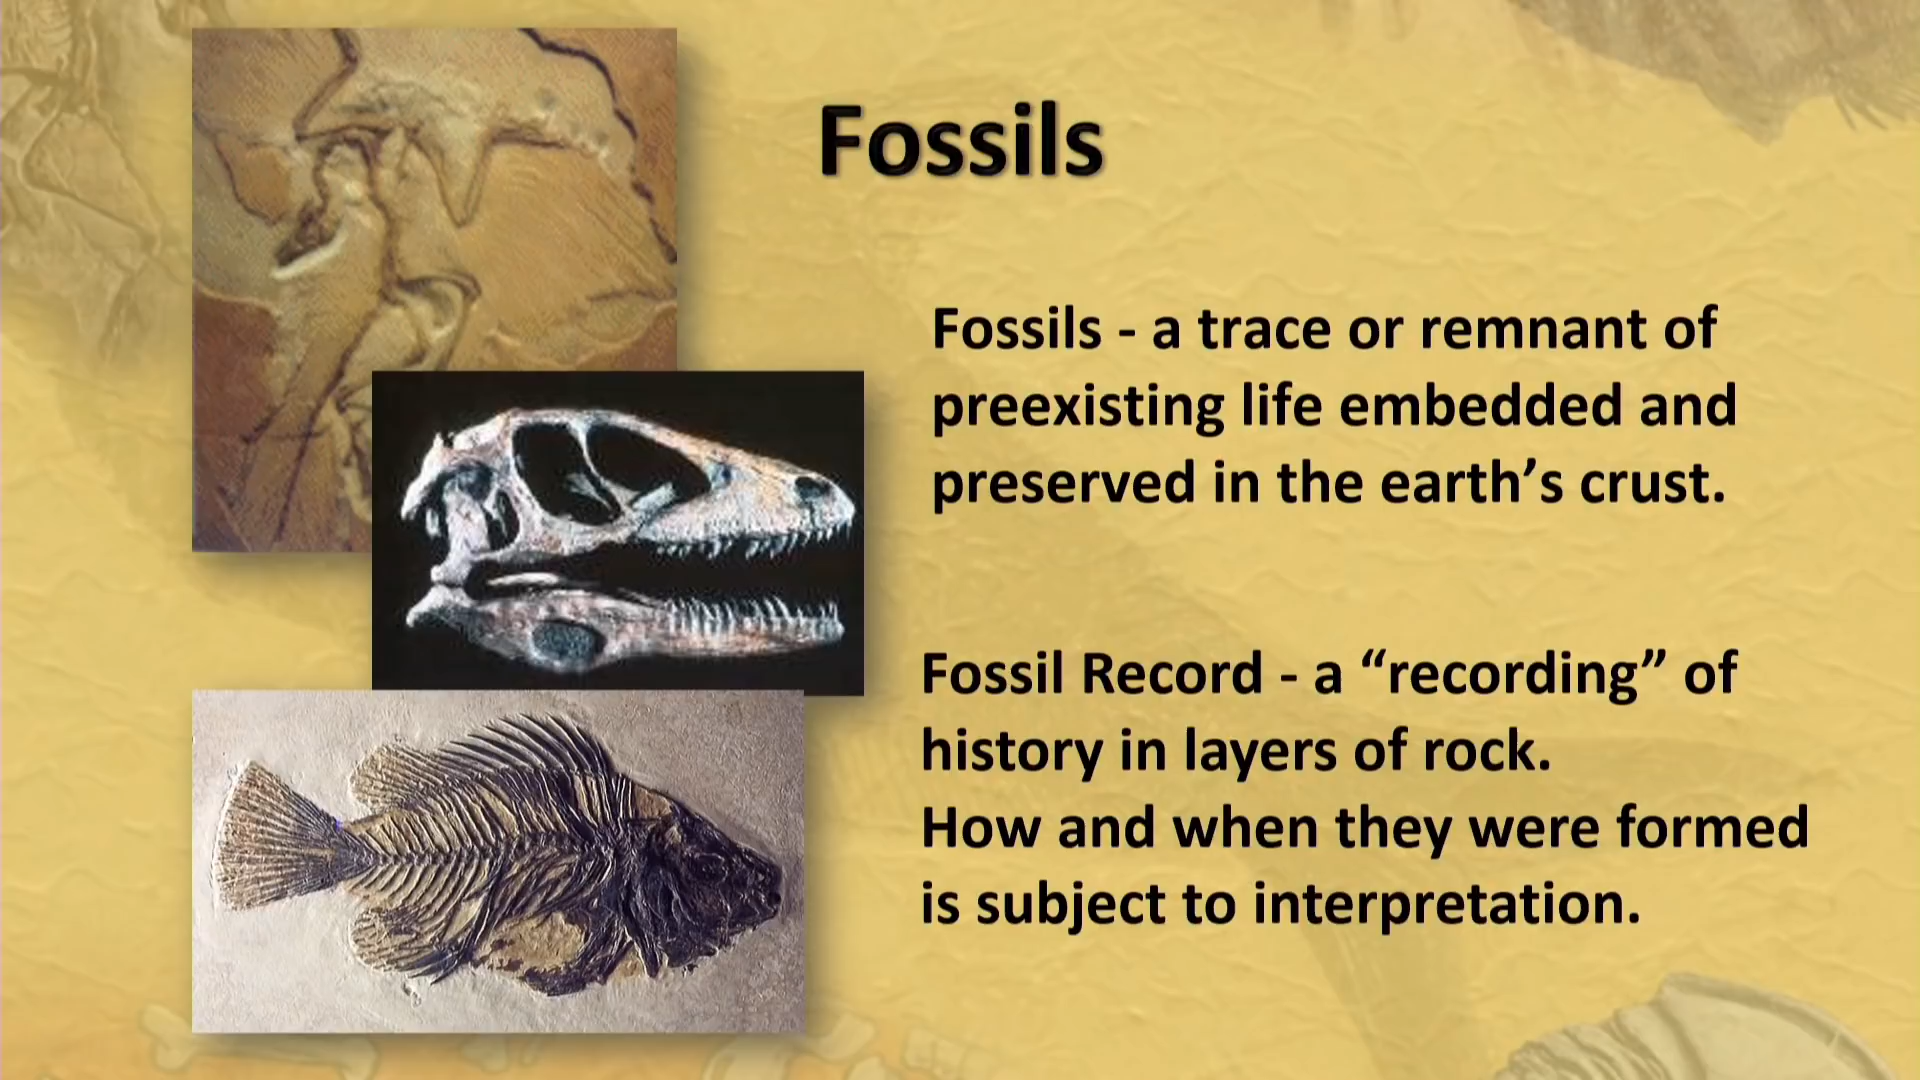 Fossils
Fossils - a trace or remnant of
preexisting life embedded and
preserved in the earth’s crust.
Fossil Record - a “recording” of
history in layers of rock.
How and when they were formed
is subject to interpretation.